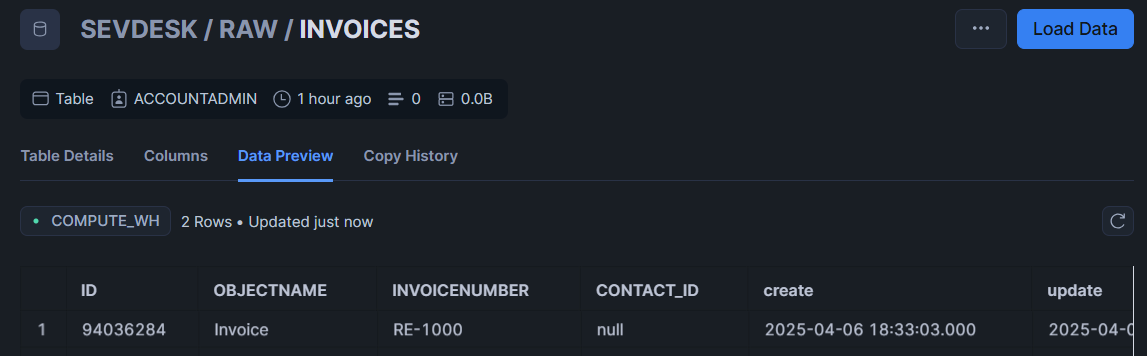 SEVDESK / RAW / INVOICES
... Load Data
Table ACCOUNTADMIN 1 hour ago 0 0.0B
Table Details Columns Data Preview Copy History
COMPUTE_WH 2 Rows • Updated just now
ID OBJECTNAME INVOICENUMBER CONTACT_ID create update
1 94036284 Invoice RE-1000 null 2025-04-06 18:33:03.000 2025-04-0